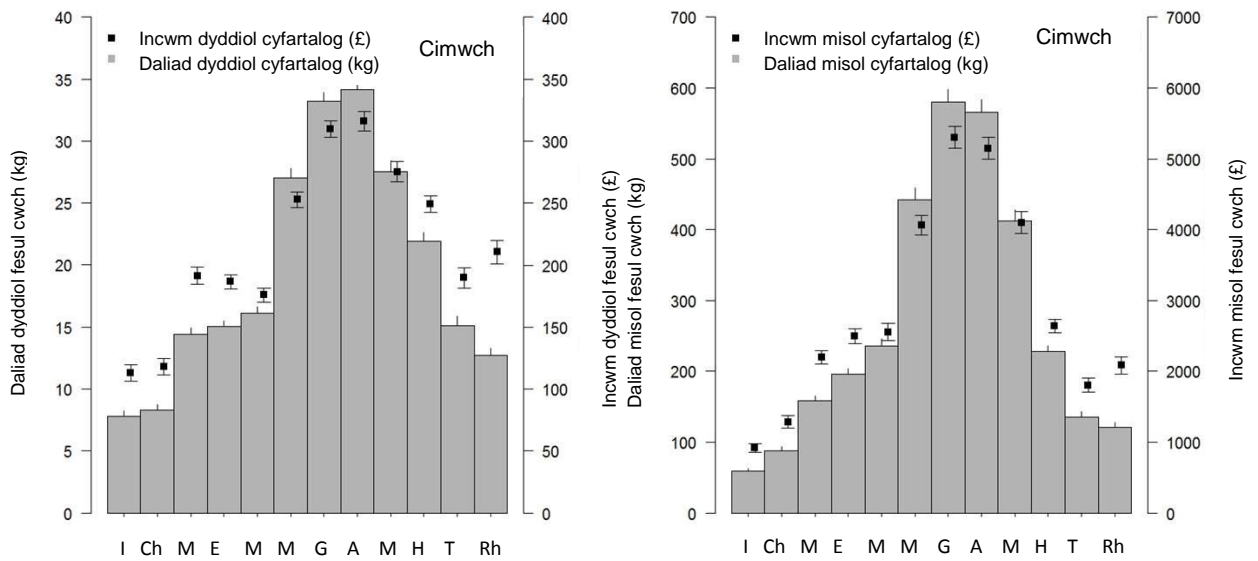 Incwm dyddiol cyfartalog (£)
Daliad dyddiol cyfartalog (kg)
Cimwch
Daliad dyddiol fesul cwch (kg)
40
35
30
25
20
15
10
5
0
400
350
300
250
200
150
100
50
0
I Ch M E M M G A M H T Rh
Incwm dyddiol fesul cwch (£)
Incwm misol cyfartalog (£)
Daliad misol cyfartalog (kg)
Cimwch
Daliad misol fesul cwch (kg)
700
600
500
400
300
200
100
0
7000
6000
5000
4000
3000
2000
1000
0
I Ch M E M M G A M H T Rh
Incwm misol fesul cwch (£)